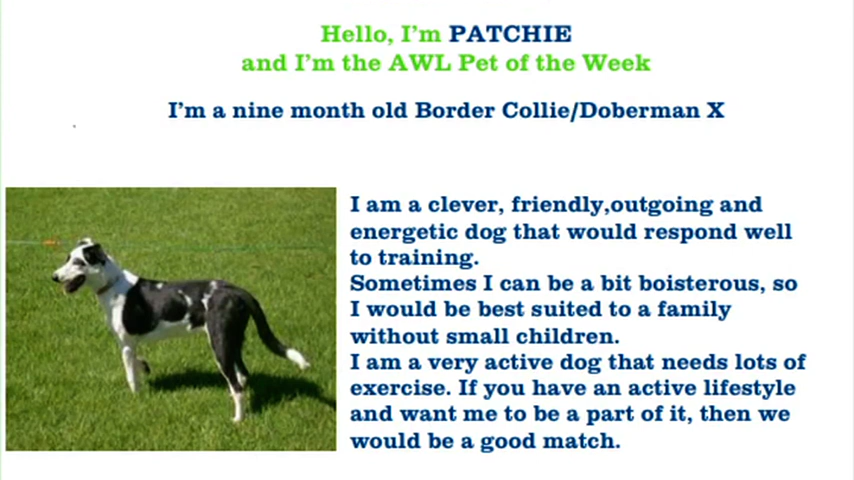 Hello, I'm PATCHIE
and I'm the AWL Pet of the Week
I'm a nine month old Border Collie/Doberman X
I am a clever, friendly,outgoing and
energetic dog that would respond well
to training.
Sometimes I can be a bit boisterous, so
I would be best suited to a family
without small children.
I am a very active dog that needs lots of
exercise. If you have an active lifestyle
and want me to be a part of it, then we
would be a good match.